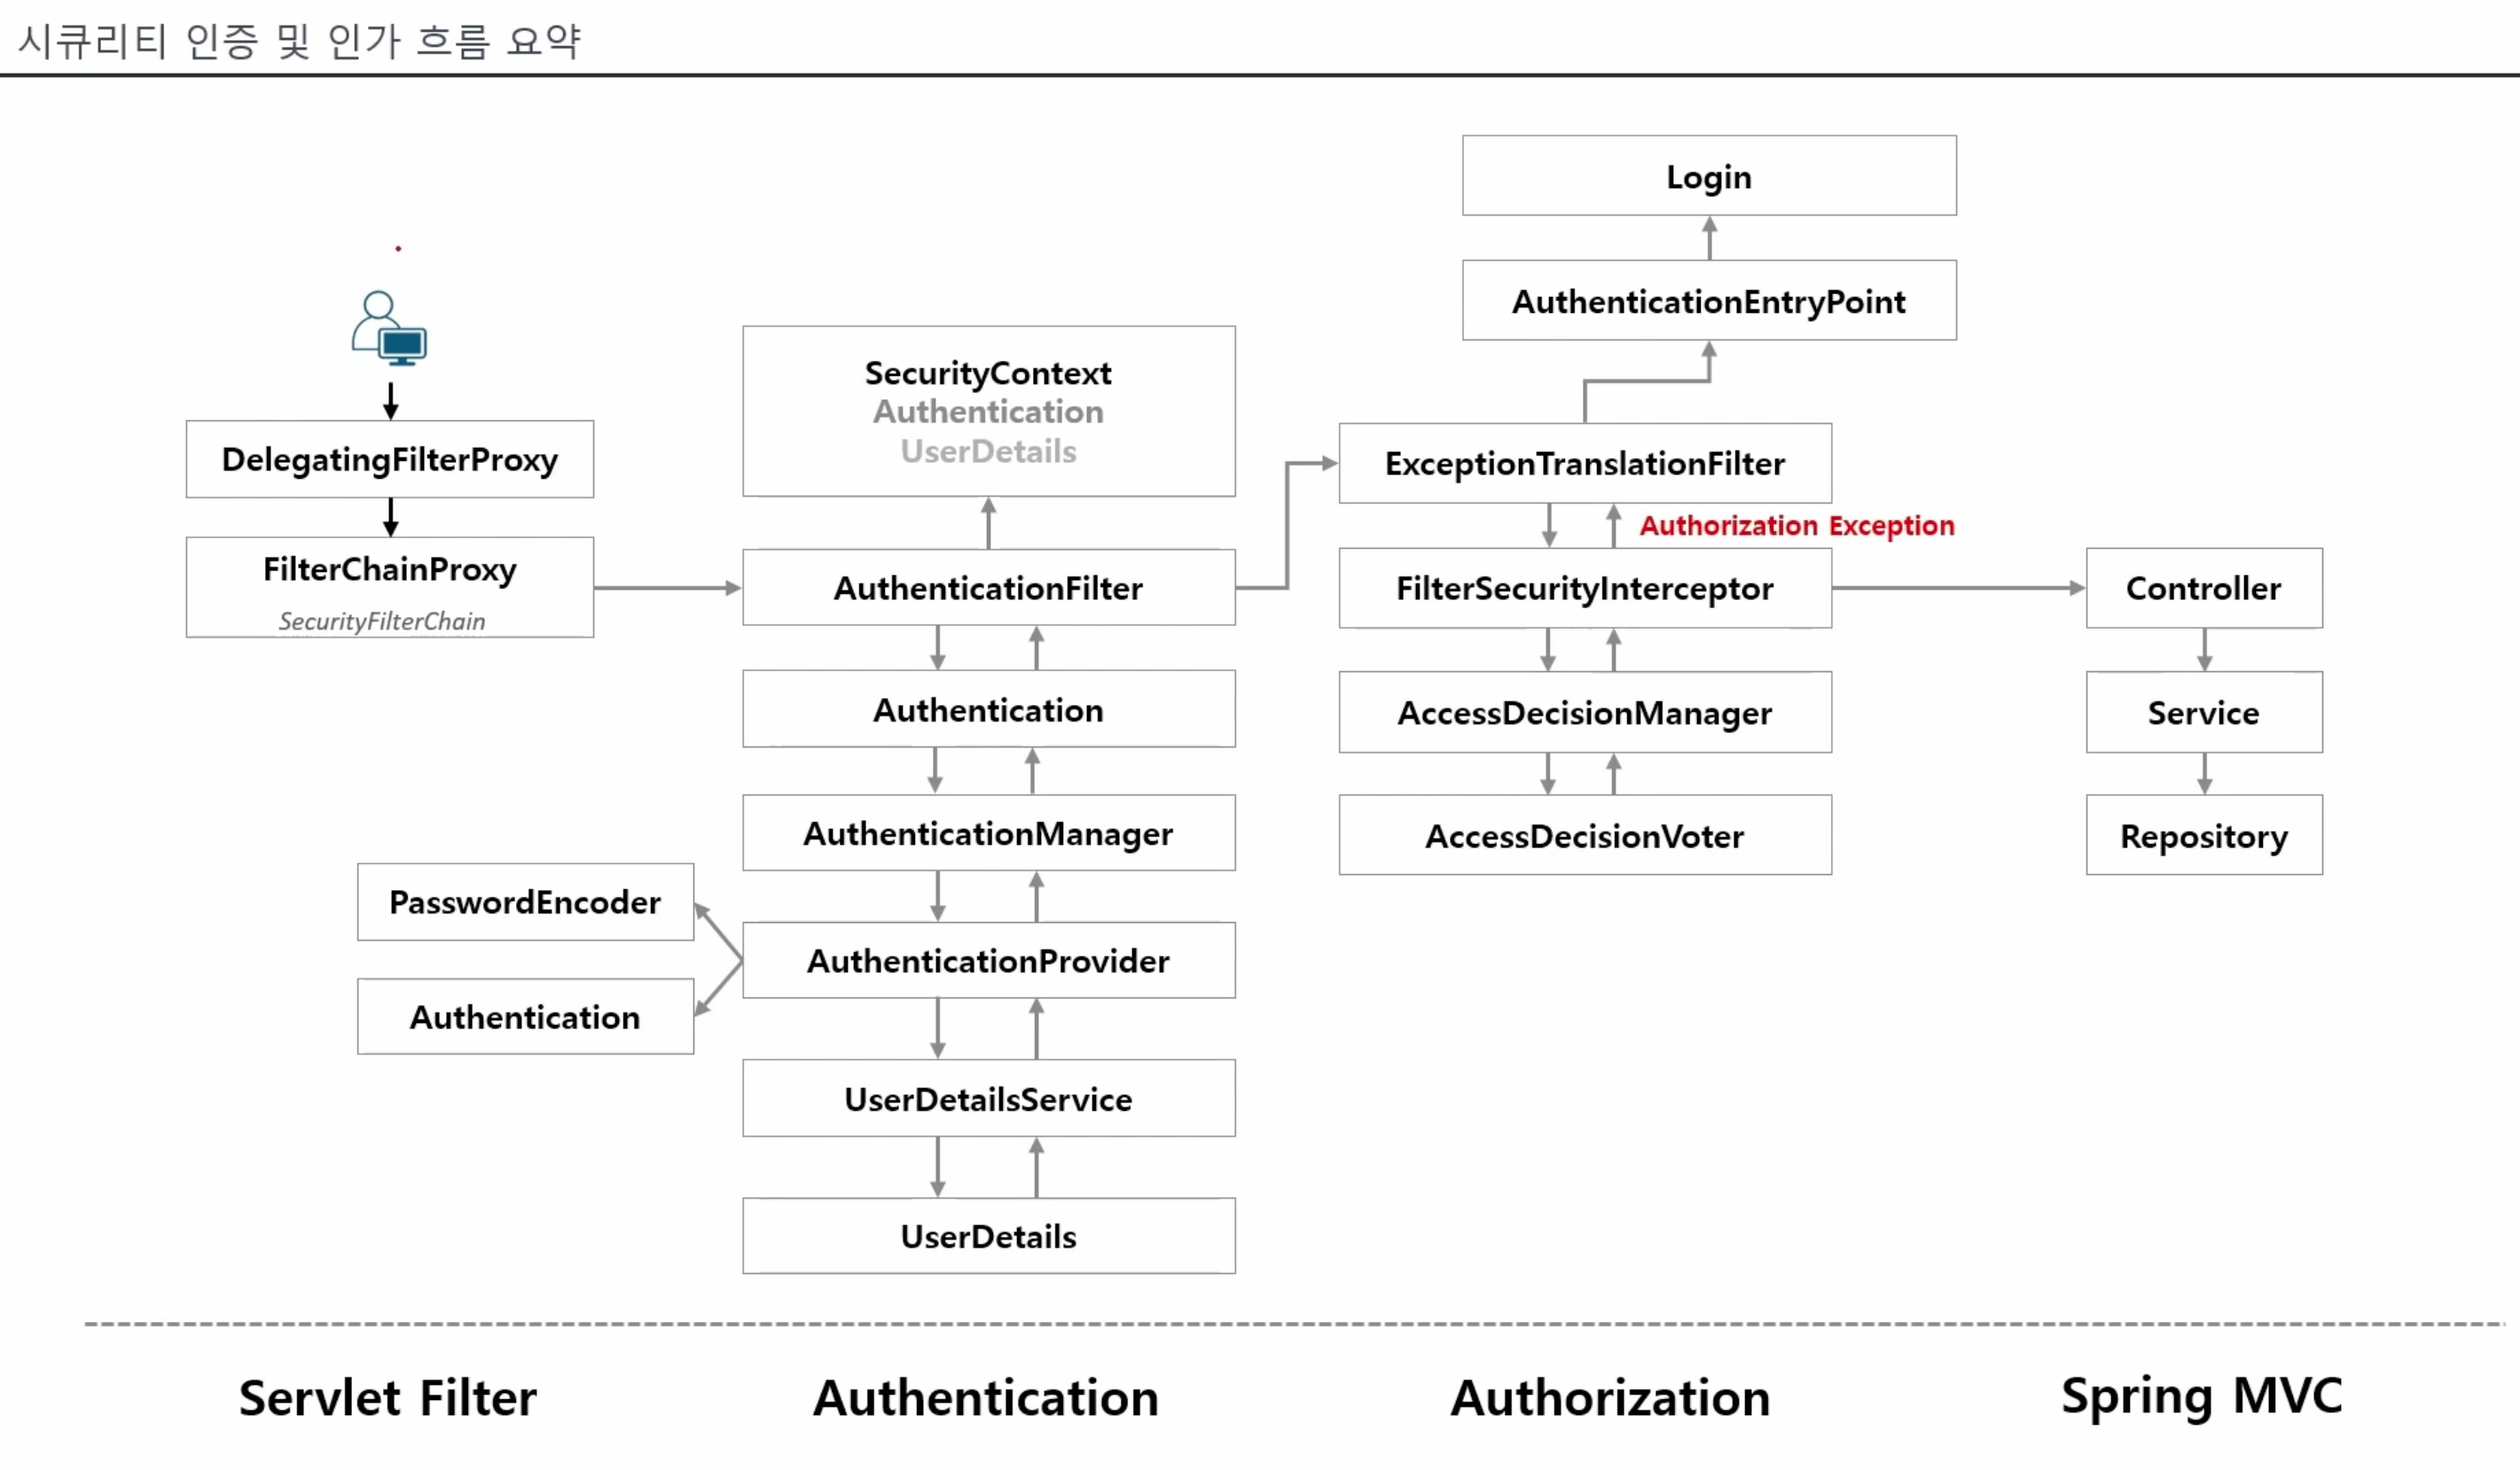 시큐리티 인증 및 인가 흐름 요약
DelegatingFilterProxy
FilterChainProxy
SecurityFilterChain
SecurityContext
Authentication
UserDetails
AuthenticationFilter
Authentication
AuthenticationManager
AuthenticationProvider
PasswordEncoder
Authentication
UserDetailsService
UserDetails
Login
AuthenticationEntryPoint
ExceptionTranslationFilter
Authorization Exception
FilterSecurityInterceptor
AccessDecisionManager
AccessDecisionVoter
Controller
Service
Repository
Servlet Filter
Authentication
Authorization
Spring MVC